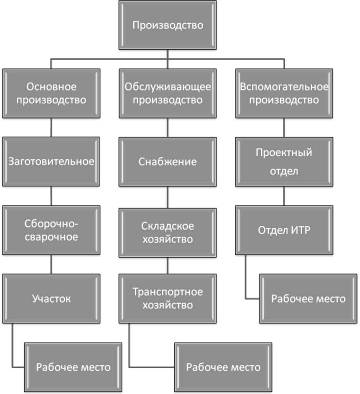 Производство
Основное
производство
Обслуживающее
производство
Вспомогательное
производство
Заготовительное
Снабжение
Проектный
отдел
Сборочно-
сварочное
Складское
хозяйство
Отдел ИТР
Участок
Транспортное
хозяйство
Рабочее место
Рабочее место
Рабочее место